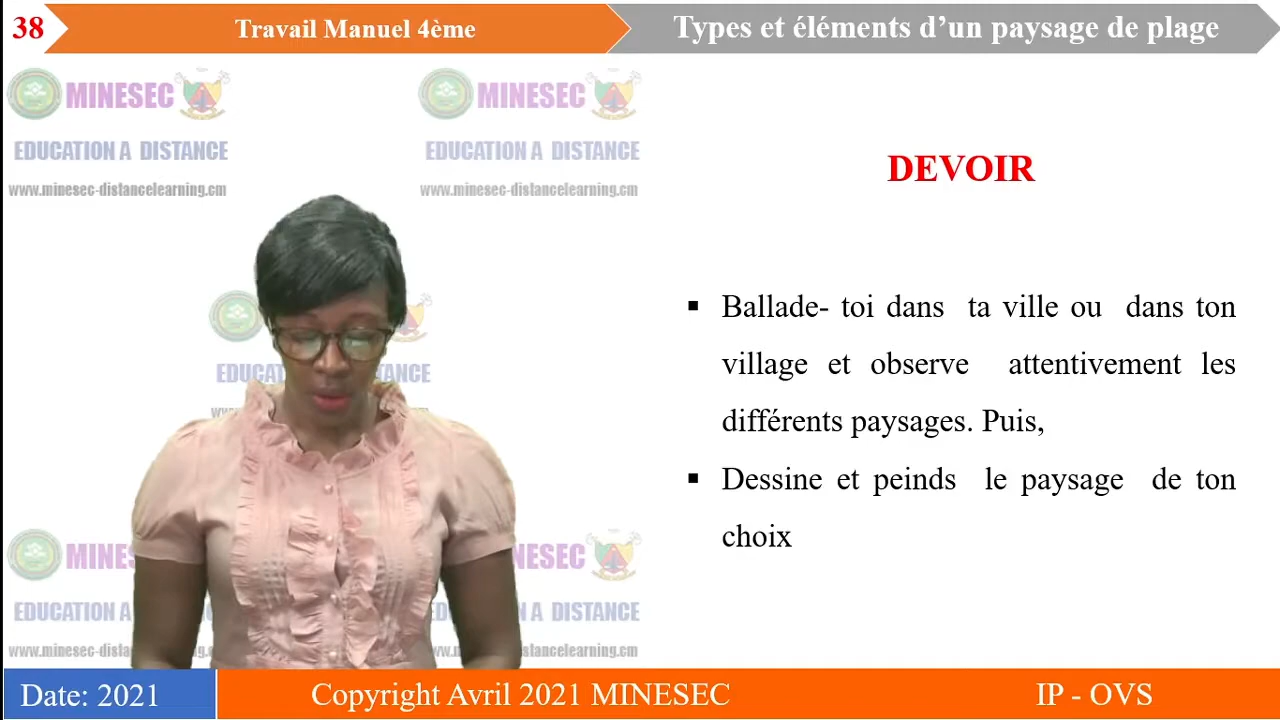 38
Travail Manuel 4ème
Types et éléments d’un paysage de plage
MINESEC
MINESEC
EDUCATION A DISTANCE
EDUCATION A DISTANCE
www.minesec-distancelearning.cm
www.minesec-distancelearning.cm
DEVOIR
▪ Ballade- toi dans ta ville ou dans ton
village et observe attentivement les
différents paysages. Puis,
▪ Dessine et peinds le paysage de ton
choix
Date: 2021
Copyright Avril 2021 MINESEC
IP - OVS